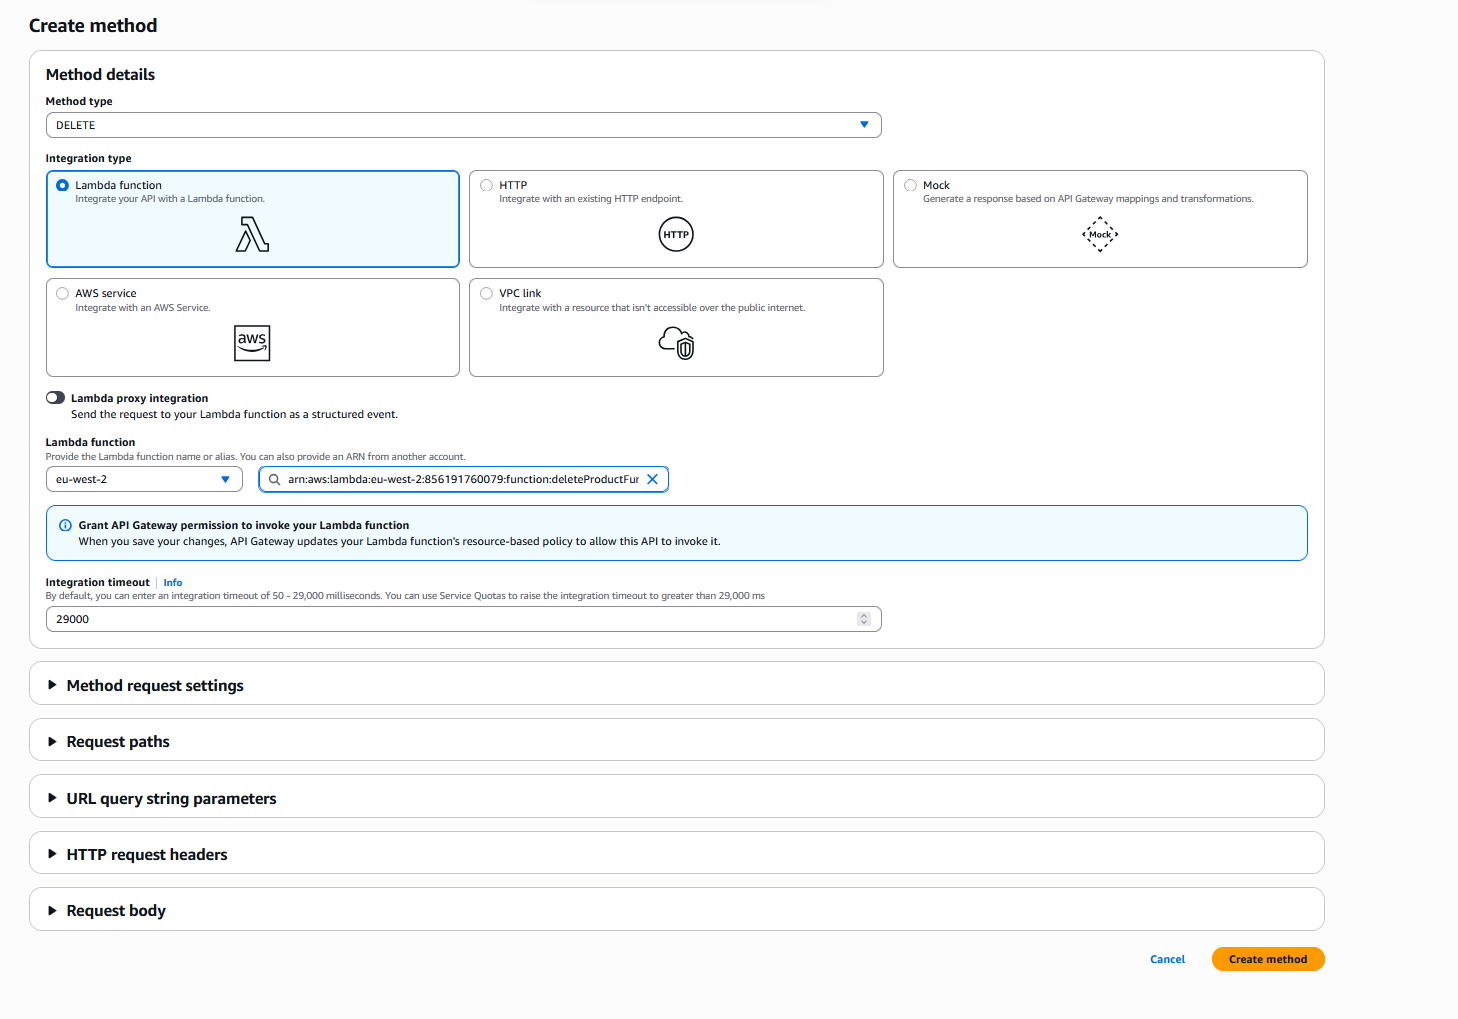 Create method
Method details
Method type
DELETE
Integration type
Lambda function
Integrate your API with a Lambda function.
HTTP
Integrate with an existing HTTP endpoint.
HTTP
Mock
Generate a response based on API Gateway mappings and transformations.
Mock
AWS service
Integrate with an AWS Service.
aws
VPC link
Integrate with a resource that isn't accessible over the public internet.
Lambda proxy integration
Send the request to your Lambda function as a structured event.
Lambda function
Provide the Lambda function name or alias. You can also provide an ARN from another account.
eu-west-2
arn:aws:lambda:eu-west-2:856191760079:function:deleteProductFur
Grant API Gateway permission to invoke your Lambda function
When you save your changes, API Gateway updates your Lambda function's resource-based policy to allow this API to invoke it.
Integration timeout Info
By default, you can enter an integration timeout of 50 - 29,000 milliseconds. You can use Service Quotas to raise the integration timeout to greater than 29,000 ms
29000
Method request settings
Request paths
URL query string parameters
HTTP request headers
Request body
Cancel
Create method